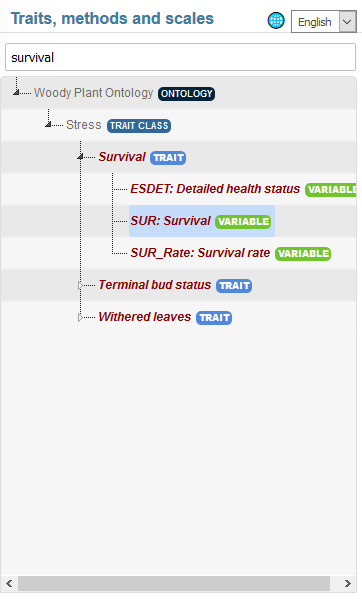 Traits, methods and scales English
survival
Woody Plant Ontology ONTOLOGY
Stress TRAIT CLASS
Survival TRAIT
ESDET: Detailed health status VARIABLE
SUR: Survival VARIABLE
SUR_Rate: Survival rate VARIABLE
Terminal bud status TRAIT
Withered leaves TRAIT